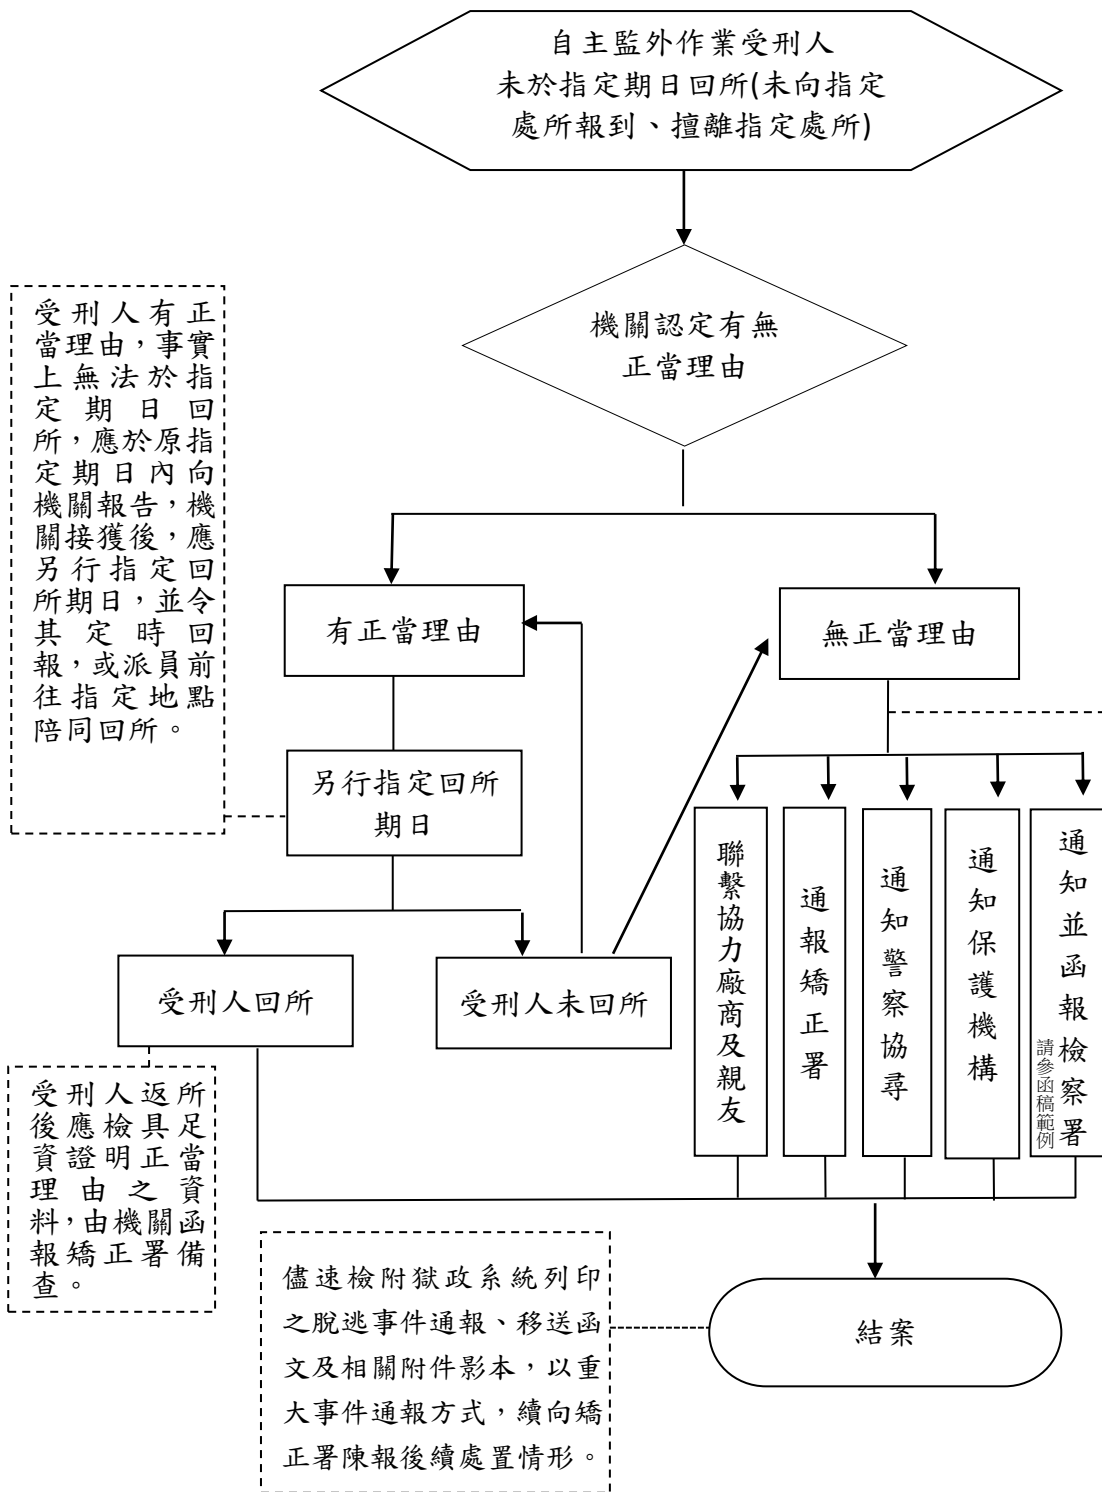 自主監外作業受刑人
未於指定期日回所(未向指定
處所報到、擅離指定處所)
機關認定有無
正當理由
受刑人有正
當理由，事實
上無法於指
定期日回
所，應於原指
定期日內向
機關報告，機
關接獲後，應
另行指定回
所期日，並令
其定時回
報，或派員前
往指定地點
陪同回所。
有正當理由
無正當理由
另行指定回所
期日
受刑人回所
受刑人未回所
聯繫協力廠商及親友
通報矯正署
通知警察協尋
通知保護機構
通知並函報檢察署
請參函稿範例
受刑人返所
後應檢具足
資證明正當
理由之資
料，由機關函
報矯正署備
查。
儘速檢附獄政系統列印
之脫逃事件通報、移送函
文及相關附件影本，以重
大事件通報方式，續向矯
正署陳報後續處置情形。
結案